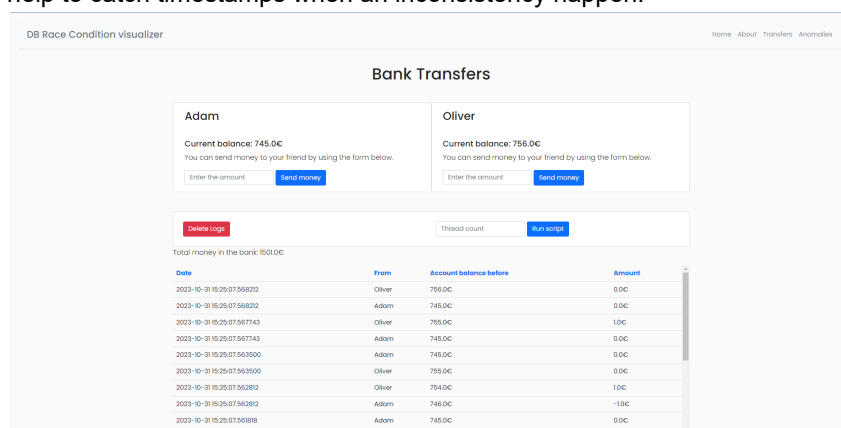 help to catch timestamps when an inconsistency happen.
DB Race Condition visualizer
Home About Transfers Anomalies
Bank Transfers
Adam
Current balance: 745.0€
You can send money to your friend by using the form below.
Enter the amount Send money
Oliver
Current balance: 756.0€
You can send money to your friend by using the form below.
Enter the amount Send money
Delete Logs Thread count Run script
Total money in the bank: 1501.0€
Date From Account balance before Amount
2023-10-31 15:25:07.568212 Oliver 756.0€ 0.0€
2023-10-31 15:25:07.568212 Adam 745.0€ 0.0€
2023-10-31 15:25:07.567743 Oliver 755.0€ 1.0€
2023-10-31 15:25:07.567743 Adam 745.0€ 0.0€
2023-10-31 15:25:07.563500 Adam 745.0€ 0.0€
2023-10-31 15:25:07.563500 Oliver 755.0€ 0.0€
2023-10-31 15:25:07.562812 Oliver 754.0€ 1.0€
2023-10-31 15:25:07.562812 Adam 746.0€ -1.0€
2023-10-31 15:25:07.561818 Adam 745.0€ 0.0€